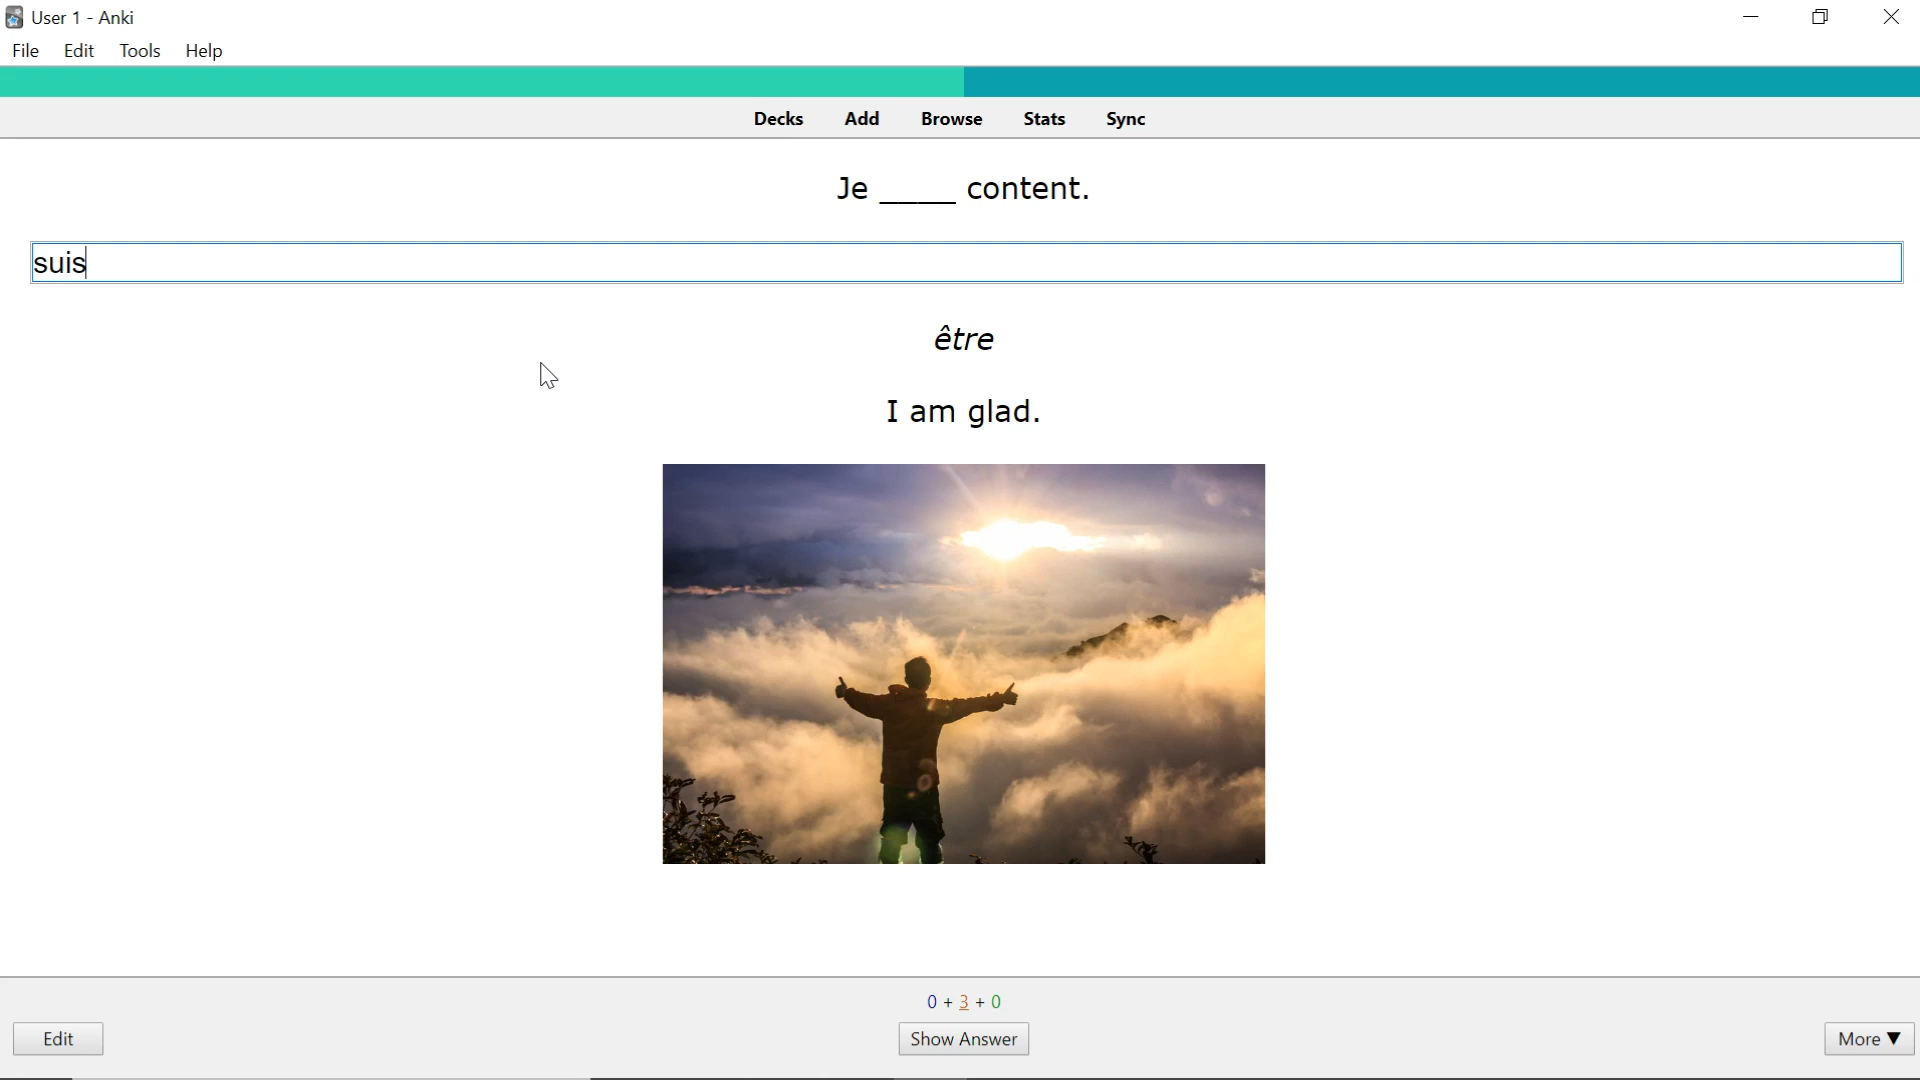 User 1 - Anki
File Edit Tools Help
Decks Add Browse Stats Sync
Je ____ content.
suis
être
I am glad.
0 + 3 + 0
Edit Show Answer More ▼